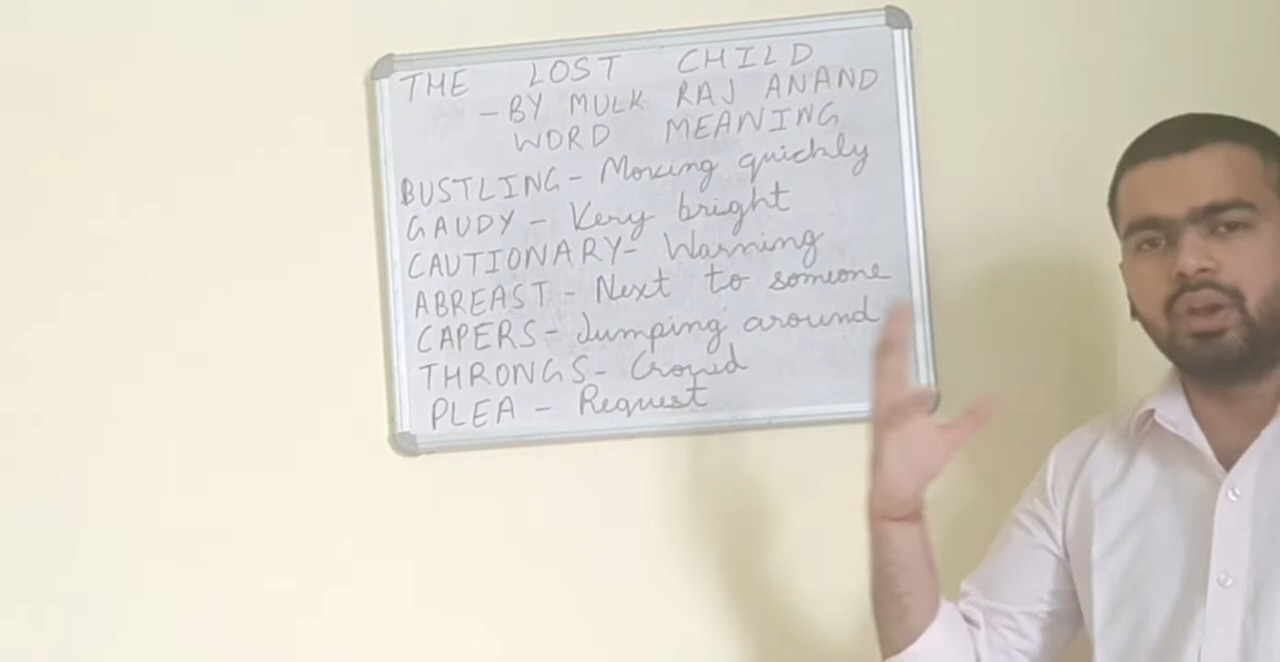 THE LOST CHILD
-BY MULK RAJ ANAND
WORD MEANING
BUSTLING - Moving quickly
GAUDY - Very bright
CAUTIONARY- Warning
ABREAST - Next to someone
CAPERS- Jumping around
THRONGS- Crowd
PLEA - Request